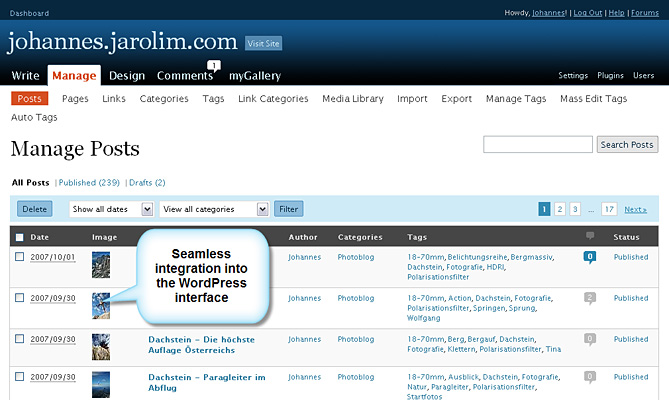 Dashboard
Howdy, Johannes! | Log Out | Help | Forums
johannes.jarolim.com
Visit Site
Write Manage Design Comments 1 myGallery
Settings Plugins Users
Posts Pages Links Categories Tags Link Categories Media Library Import Export Manage Tags Mass Edit Tags
Auto Tags
Manage Posts
Search Posts
All Posts | Published (239) | Drafts (2)
Delete Show all dates View all categories Filter
1 2 3 ... 17 Next »
Date Image Author Categories Tags Status
2007/10/01 Johannes Photoblog 18-70mm, Belichtungsreihe, Bergmassiv, 0 Published
Dachstein, Fotografie, HDRI,
Polarisationsfilter
Seamless
integration into
the WordPress
interface
2007/09/30 Johannes Photoblog 18-70mm, Action, Dachstein, Fotografie, 2 Published
Polarisationsfilter, Springen, Sprung,
Wolfgang
2007/09/30 Dachstein – Die höchste Johannes Photoblog 18-70mm, Berg, Bergauf, Dachstein, 0 Published
Auflage Österreichs Fotografie, Klettern, Polarisationsfilter, Tina
2007/09/30 Dachstein – Paragleiter im Johannes Photoblog 18-70mm, Ausblick, Dachstein, Fotografie, 0 Published
Abflug Natur, Paragleiter, Polarisationsfilter,
Startfotos